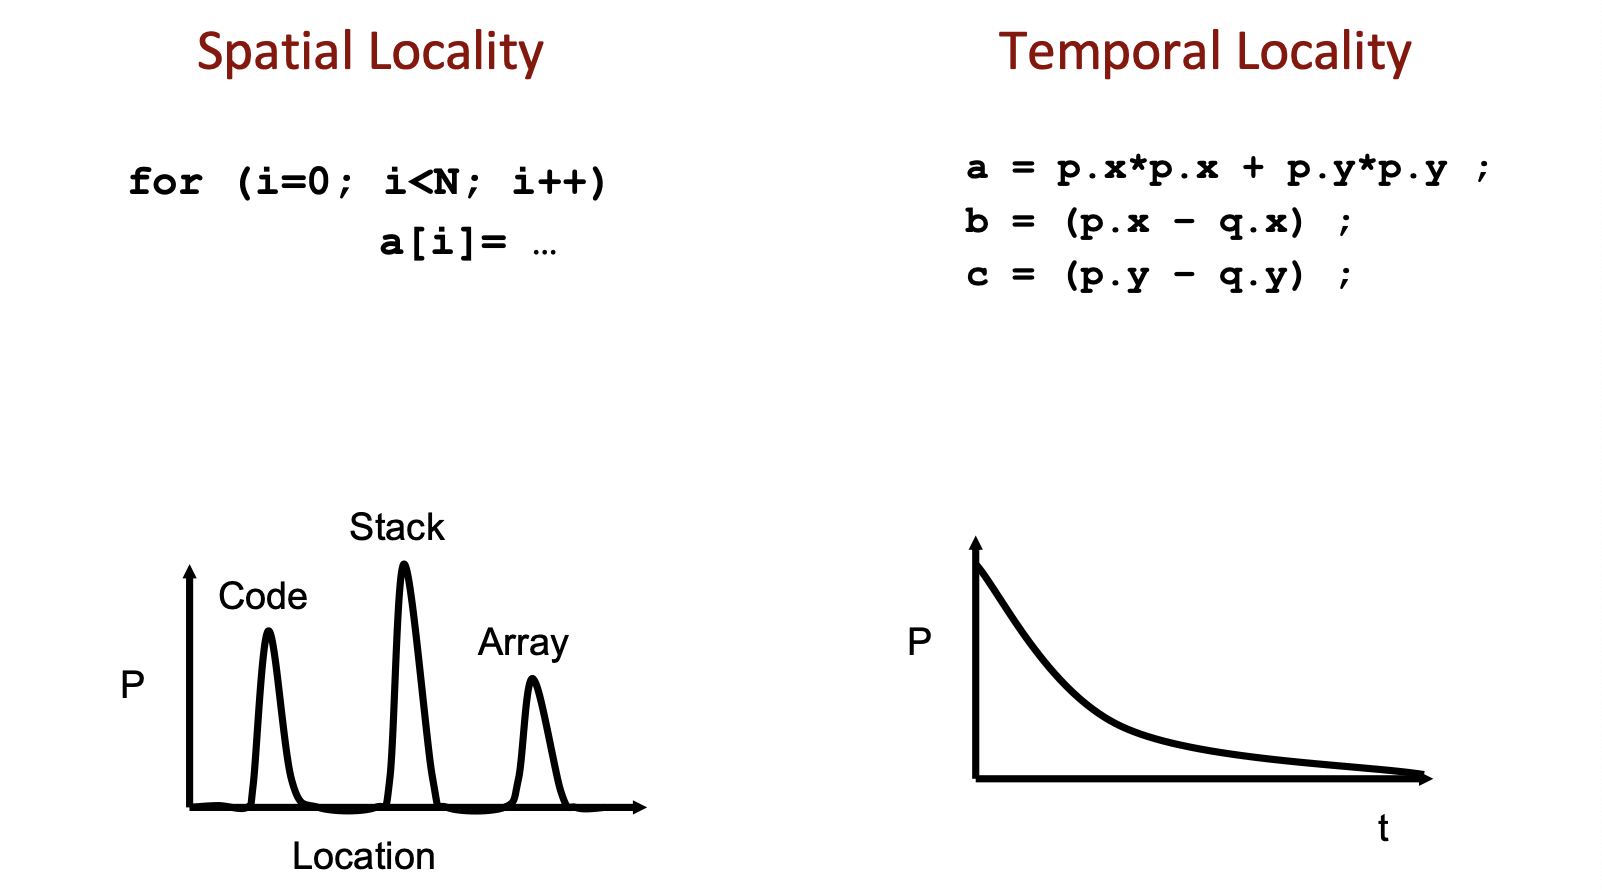 Spatial Locality
for (i=0; i<N; i++)
a[i]= …
Stack
Code
Array
P
Location
Temporal Locality
a = p.x*p.x + p.y*p.y ;
b = (p.x – q.x) ;
c = (p.y – q.y) ;
P
t